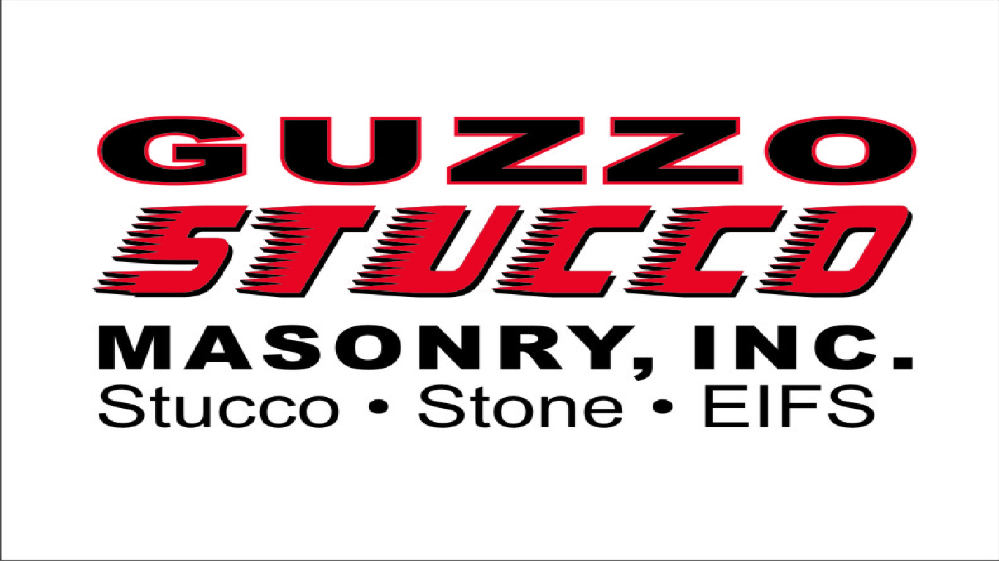 GUZZO
STUCCO
MASONRY, INC.
Stucco • Stone • EIFS